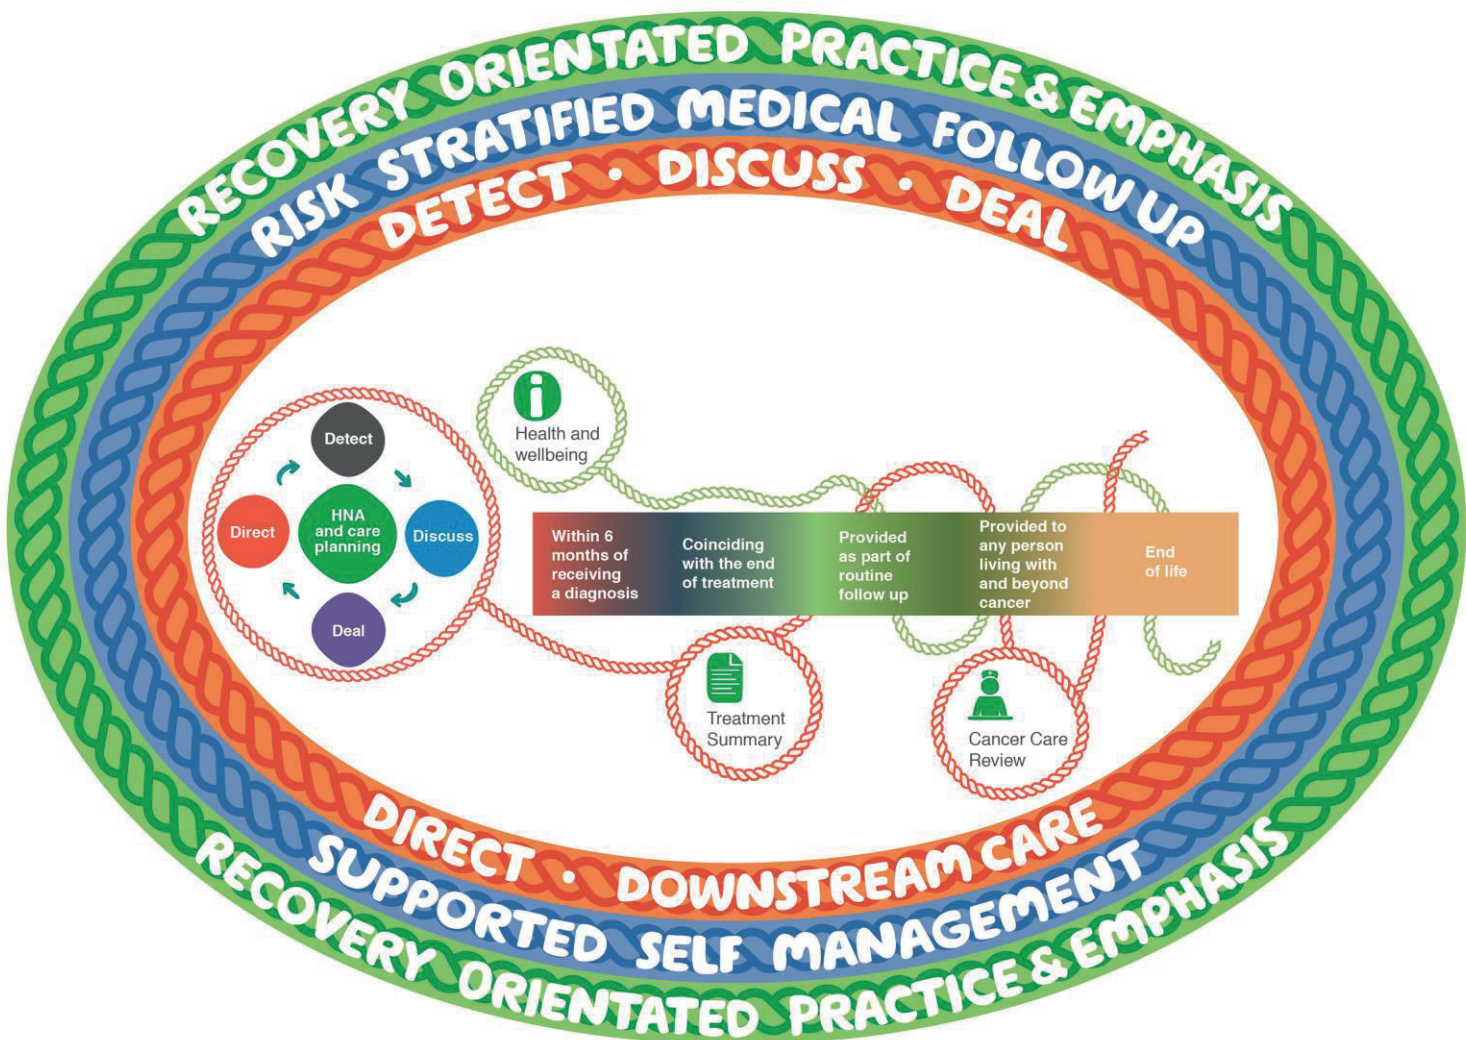 RECOVERY ORIENTATED PRACTICE & EMPHASIS
RISK STRATIFIED MEDICAL FOLLOW UP
DETECT · DISCUSS · DEAL
Health and
wellbeing
Detect
Direct
HNA
and care
planning
Discuss
Deal
Within 6
months of
receiving
a diagnosis
Coinciding
with the end
of treatment
Provided
as part of
routine
follow up
Provided to
any person
living with
and beyond
cancer
End
of life
Treatment
Summary
Cancer Care
Review
DIRECT · DOWNSTREAM CARE
SUPPORTED SELF MANAGEMENT
RECOVERY ORIENTATED PRACTICE & EMPHASIS